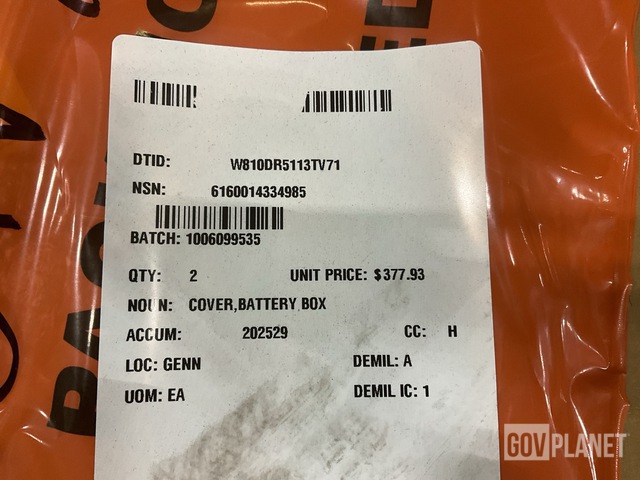 DTID: W810DR5113TV71
NSN: 6160014334985
BATCH: 1006099535
QTY: 2 UNIT PRICE: $377.93
NOUN: COVER,BATTERY BOX
ACCUM: 202529 CC: H
LOC: GENN DEMIL: A
UOM: EA DEMIL IC: 1
GOVPLANET